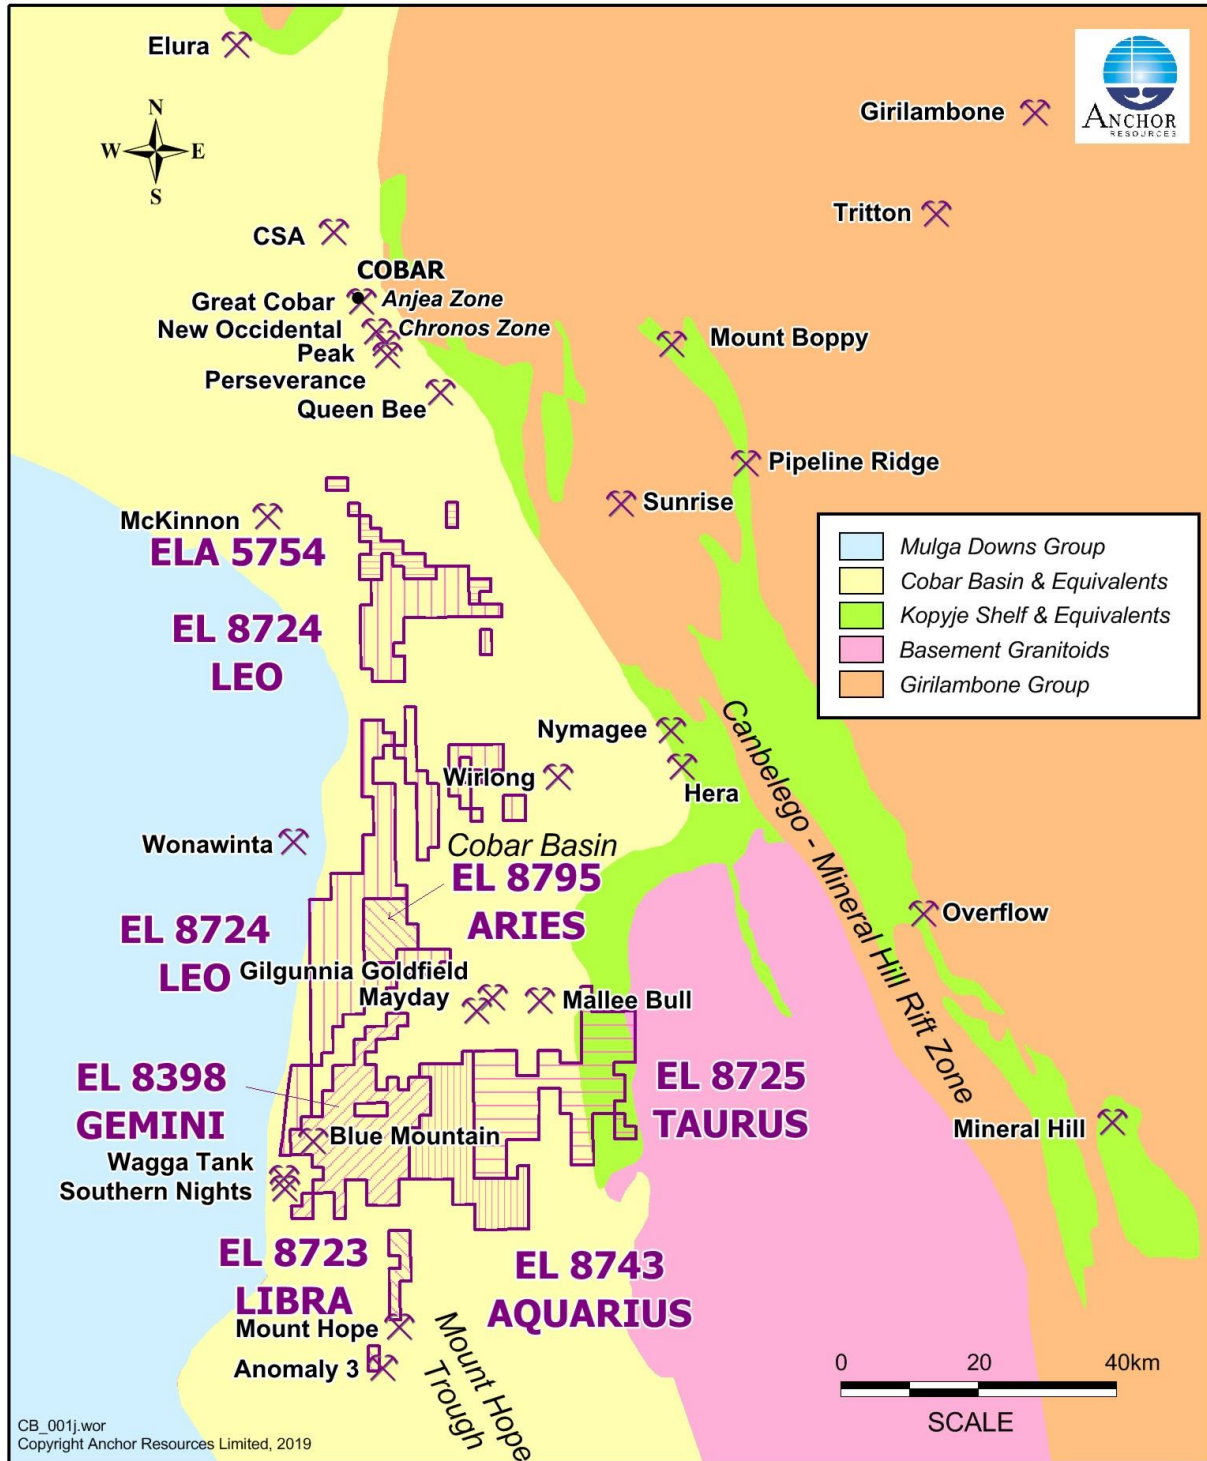 Elura
ANCHOR
RESOURCES
Girilambone
N
W E
S
Tritton
CSA
COBAR
Great Cobar
Anjea Zone
New Occidental
Chronos Zone
Peak
Mount Boppy
Perseverance
Queen Bee
Pipeline Ridge
Sunrise
McKinnon
ELA 5754
Mulga Downs Group
Cobar Basin & Equivalents
Kopyje Shelf & Equivalents
Basement Granitoids
Girilambone Group
EL 8724
LEO
Nymagee
Wirlong
Hera
Canbelego - Mineral Hill Rift Zone
Wonawinta
Cobar Basin
EL 8795
ARIES
Overflow
EL 8724
LEO
Gilgunnia Goldfield
Mayday
Mallee Bull
EL 8398
GEMINI
EL 8725
TAURUS
Blue Mountain
Mineral Hill
Wagga Tank
Southern Nights
EL 8723
LIBRA
EL 8743
AQUARIUS
Mount Hope
Anomaly 3
Mount Hope
Trough
0 20 40km
SCALE
CB_001j.wor
Copyright Anchor Resources Limited, 2019